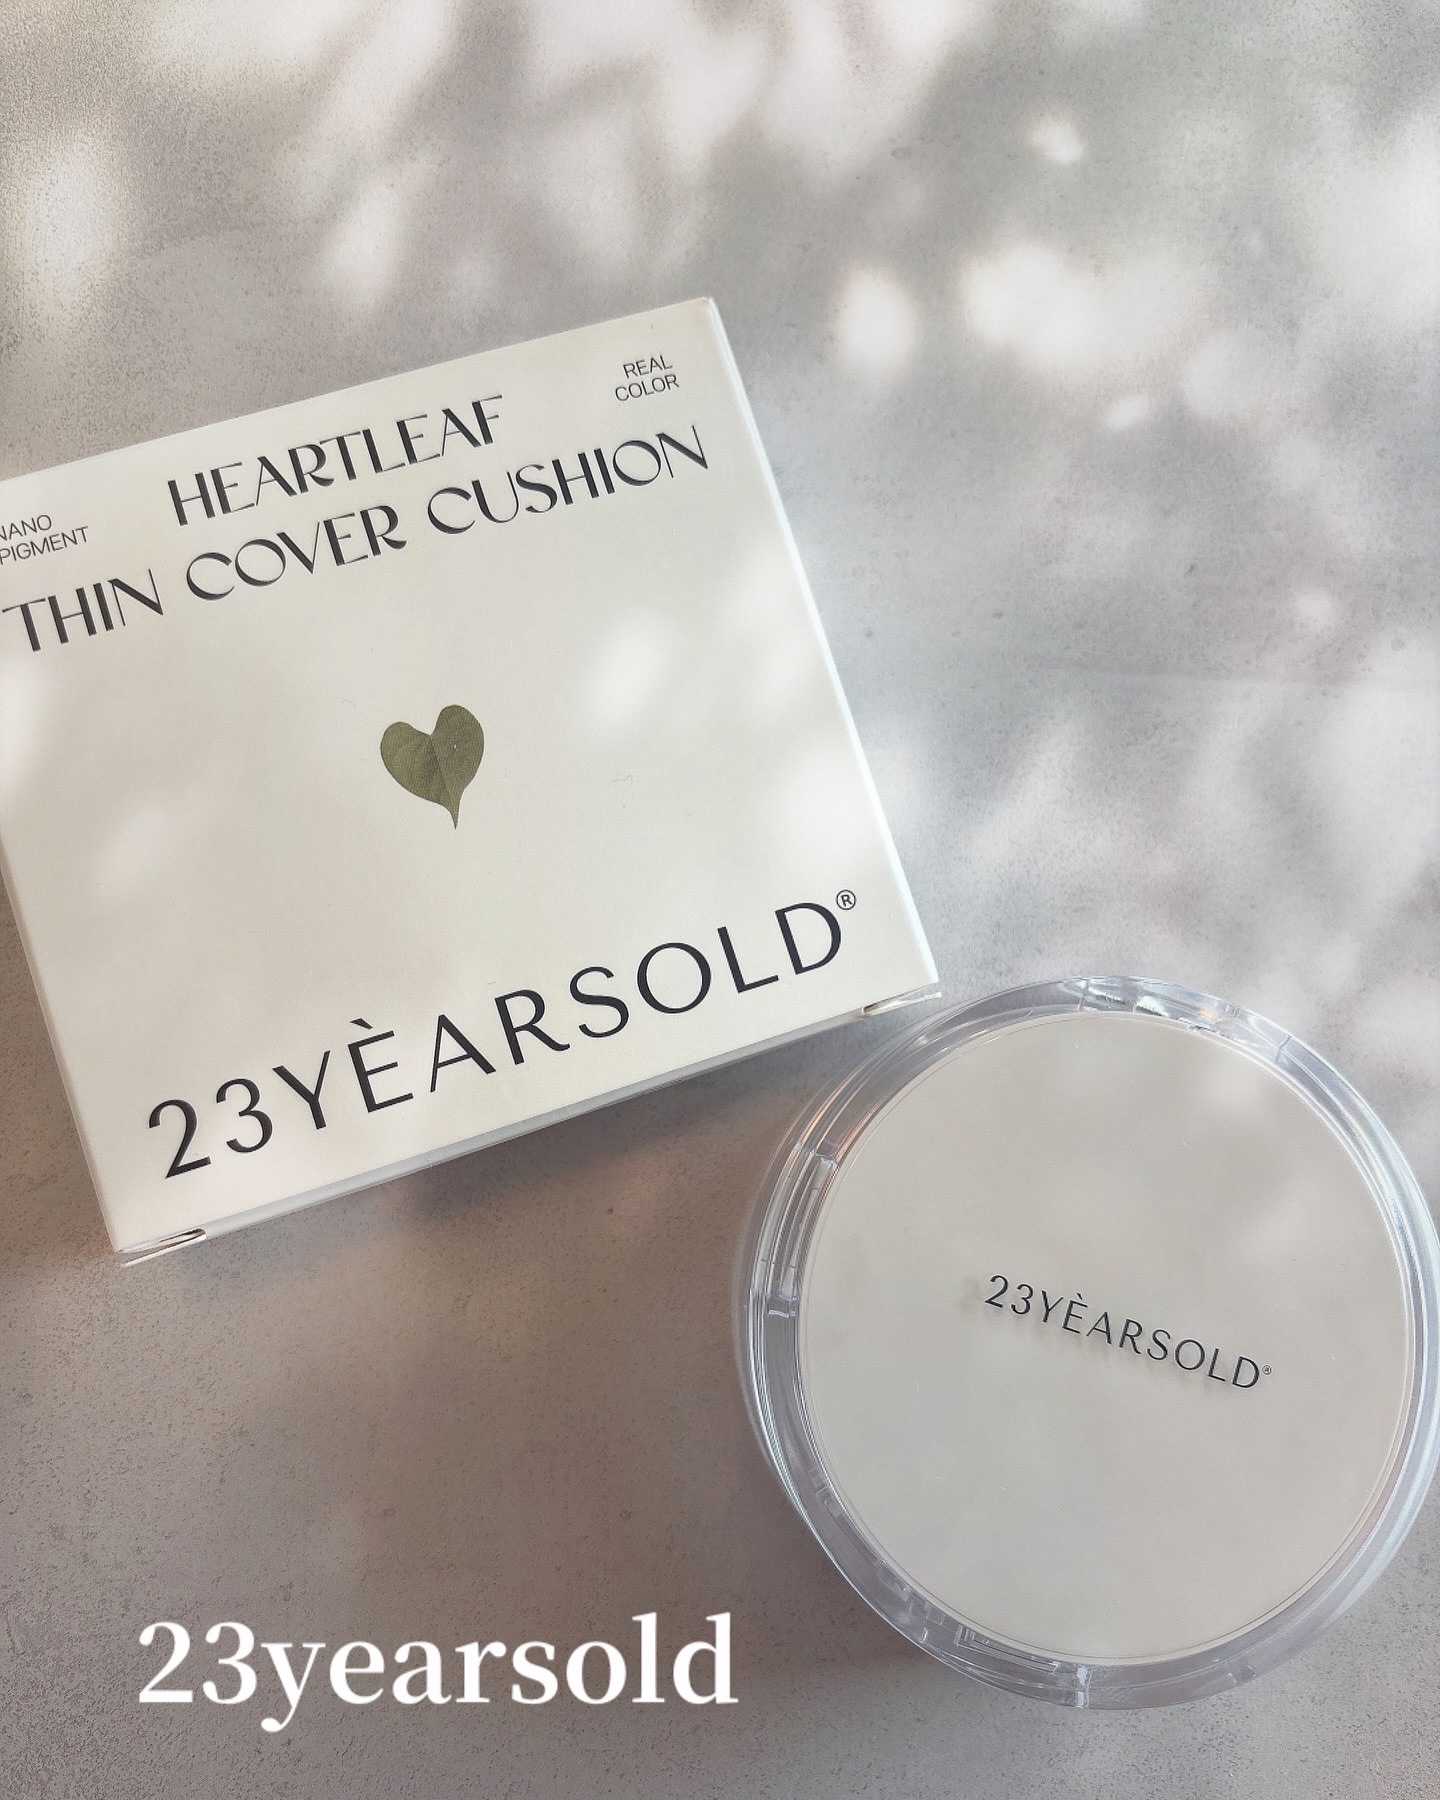 NANO
PIGMENT
REAL
COLOR
HEARTLEAF
THIN COVER CUSHION
23YÈARSOLD®
23YÈARSOLD®
23yearsold